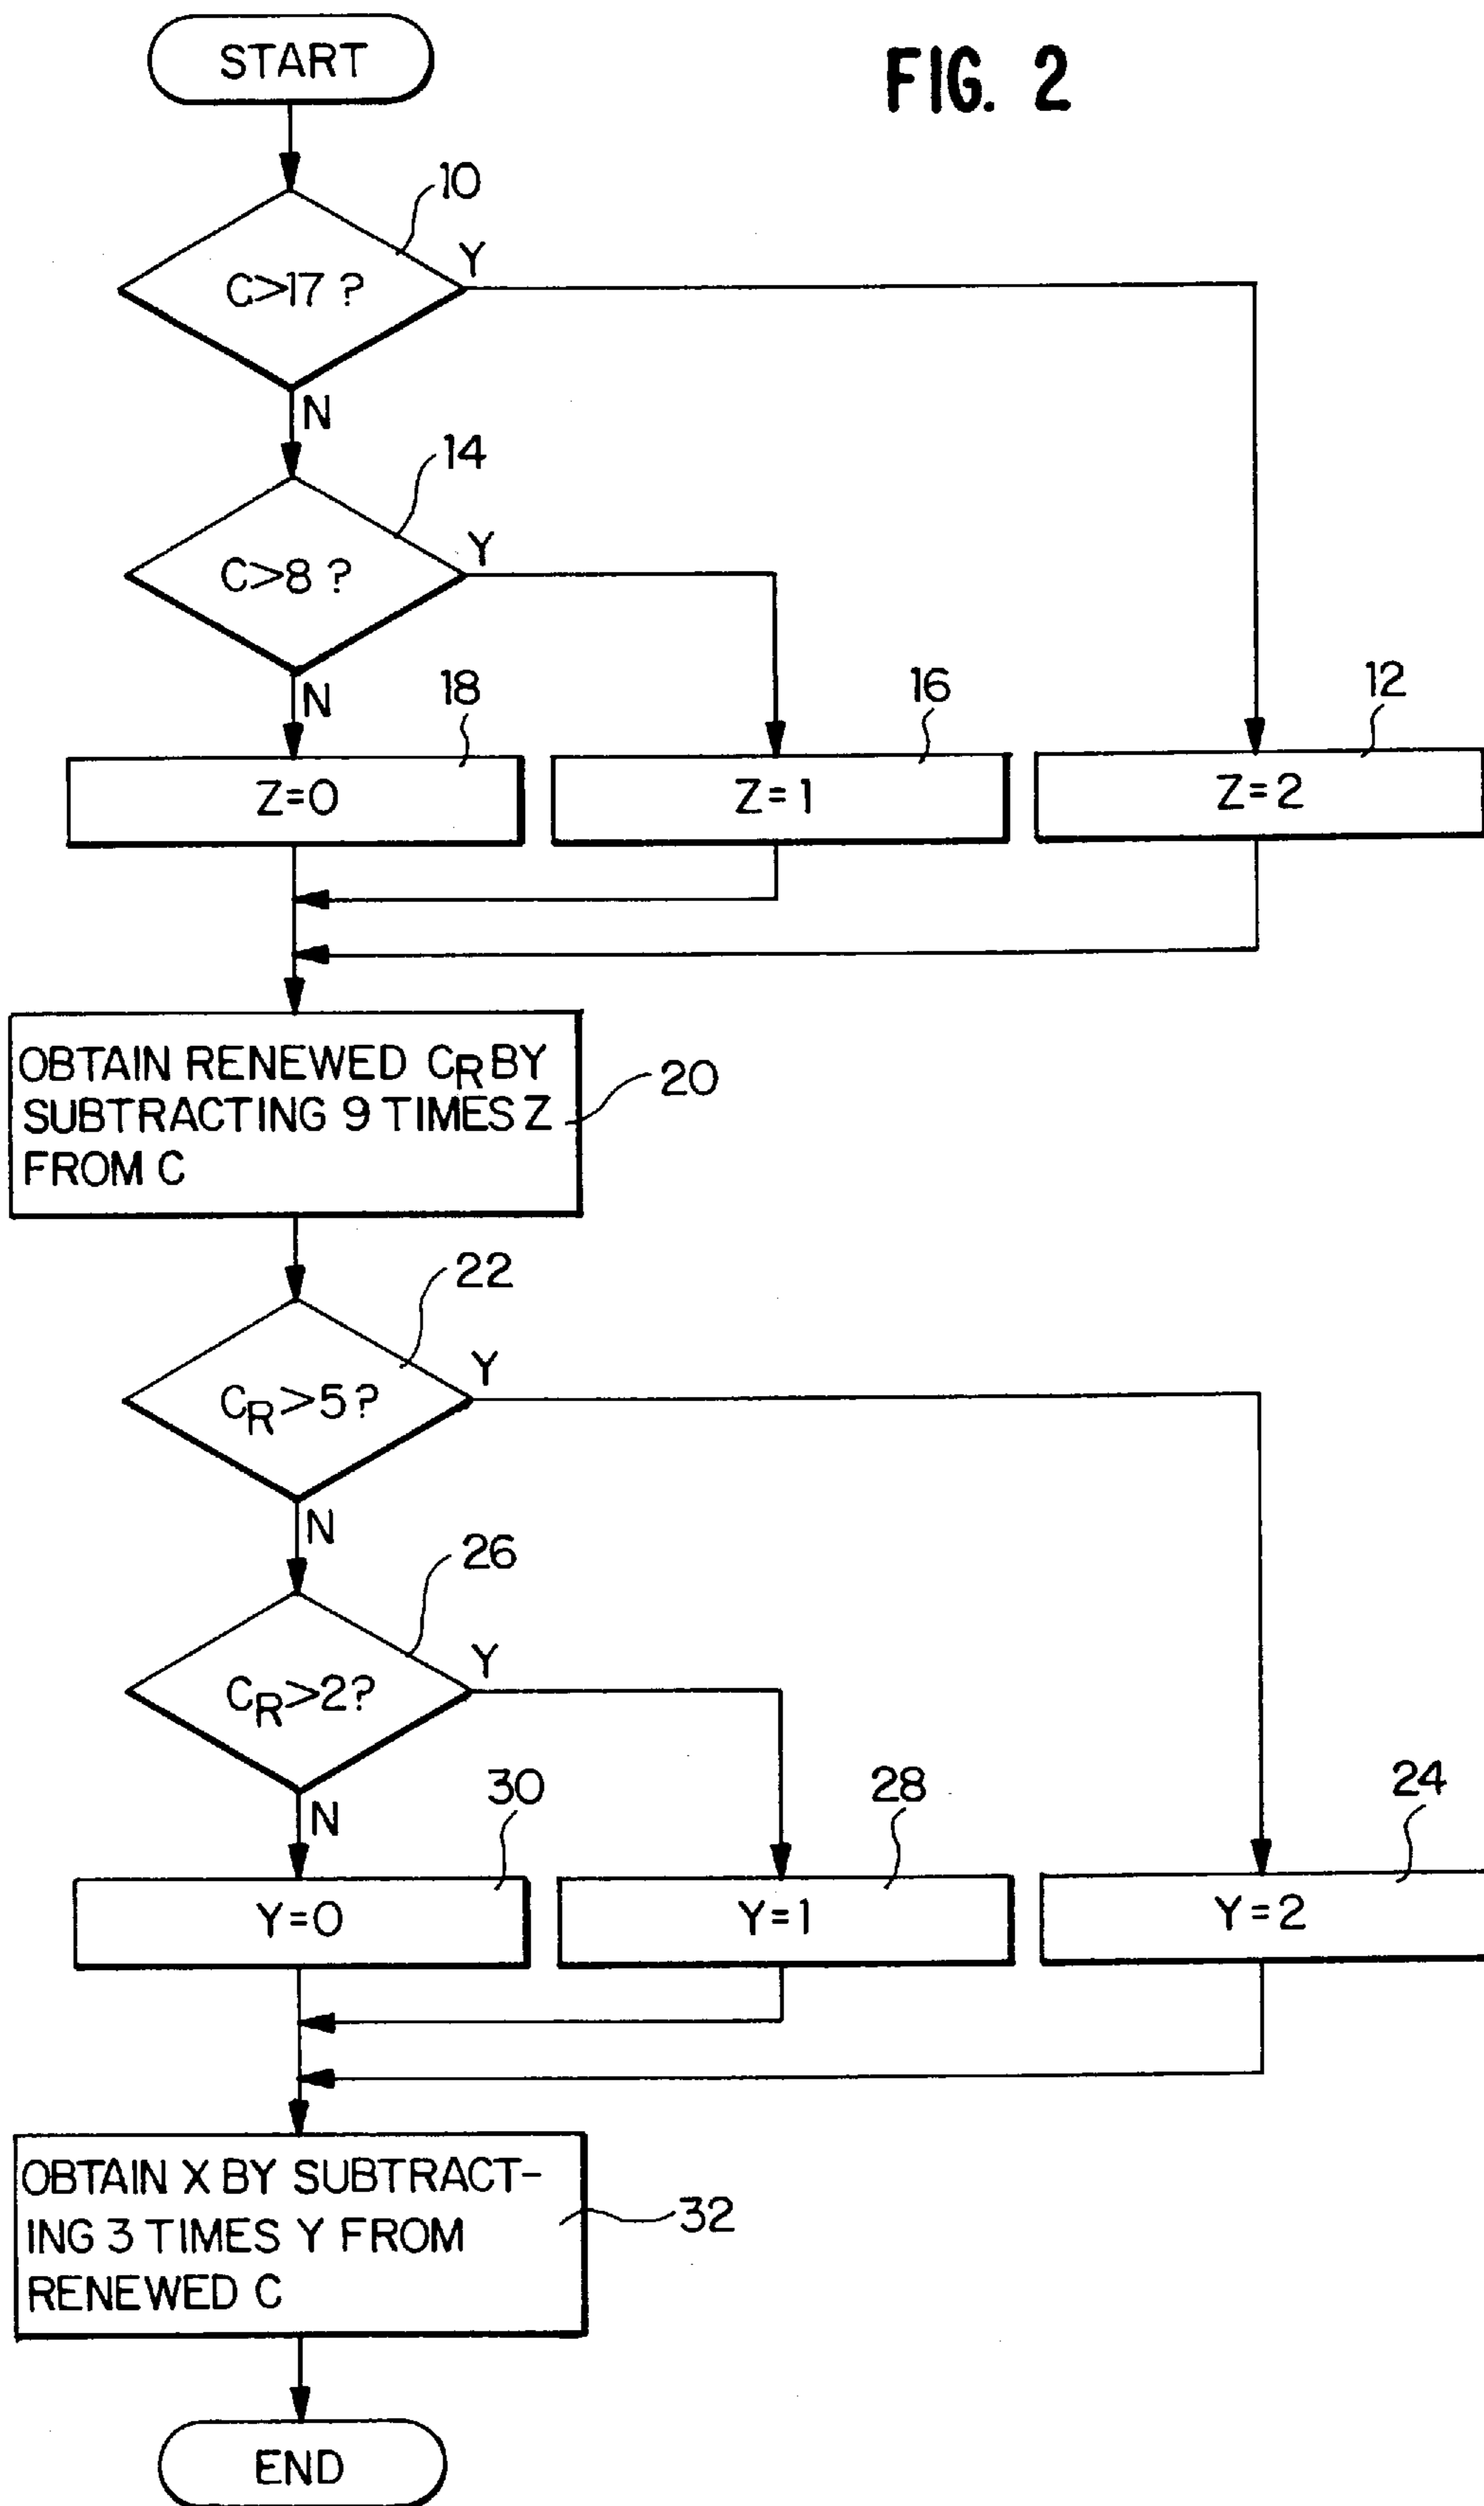 START
FIG. 2
10
C>17 ?
Y
N
14
C>8 ?
Y
N
18
16
12
Z=0
Z=1
Z=2
OBTAIN RENEWED CR BY
SUBTRACTING 9 TIMES Z
FROM C
20
22
CR>5?
Y
N
26
CR>2?
Y
N
30
28
24
Y=0
Y=1
Y=2
OBTAIN X BY SUBTRACT-
ING 3 TIMES Y FROM
RENEWED C
32
END